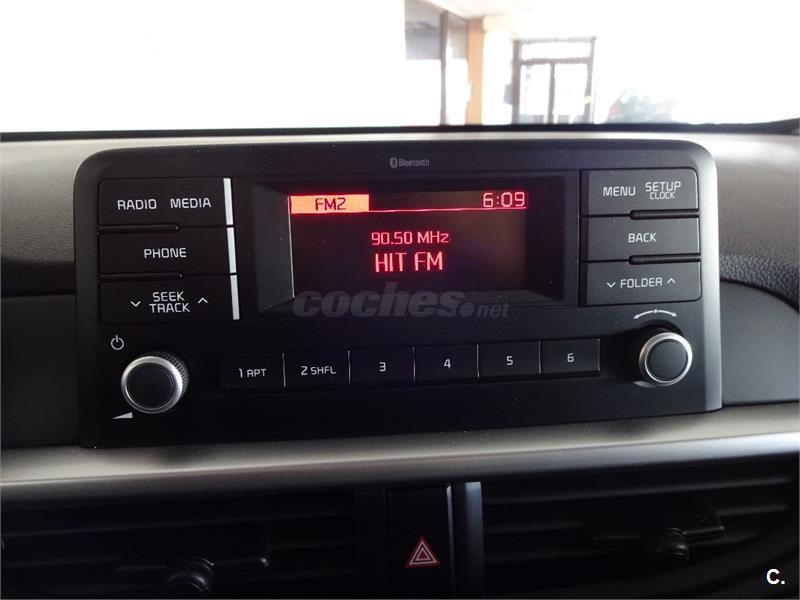 Bluetooth
RADIO MEDIA
FM2 6:09
MENU SETUP
CLOCK
PHONE
90.50 MHz
BACK
HIT FM
SEEK
TRACK
FOLDER
coches.net
1 RPT 2 SHFL 3 4 5 6
C.